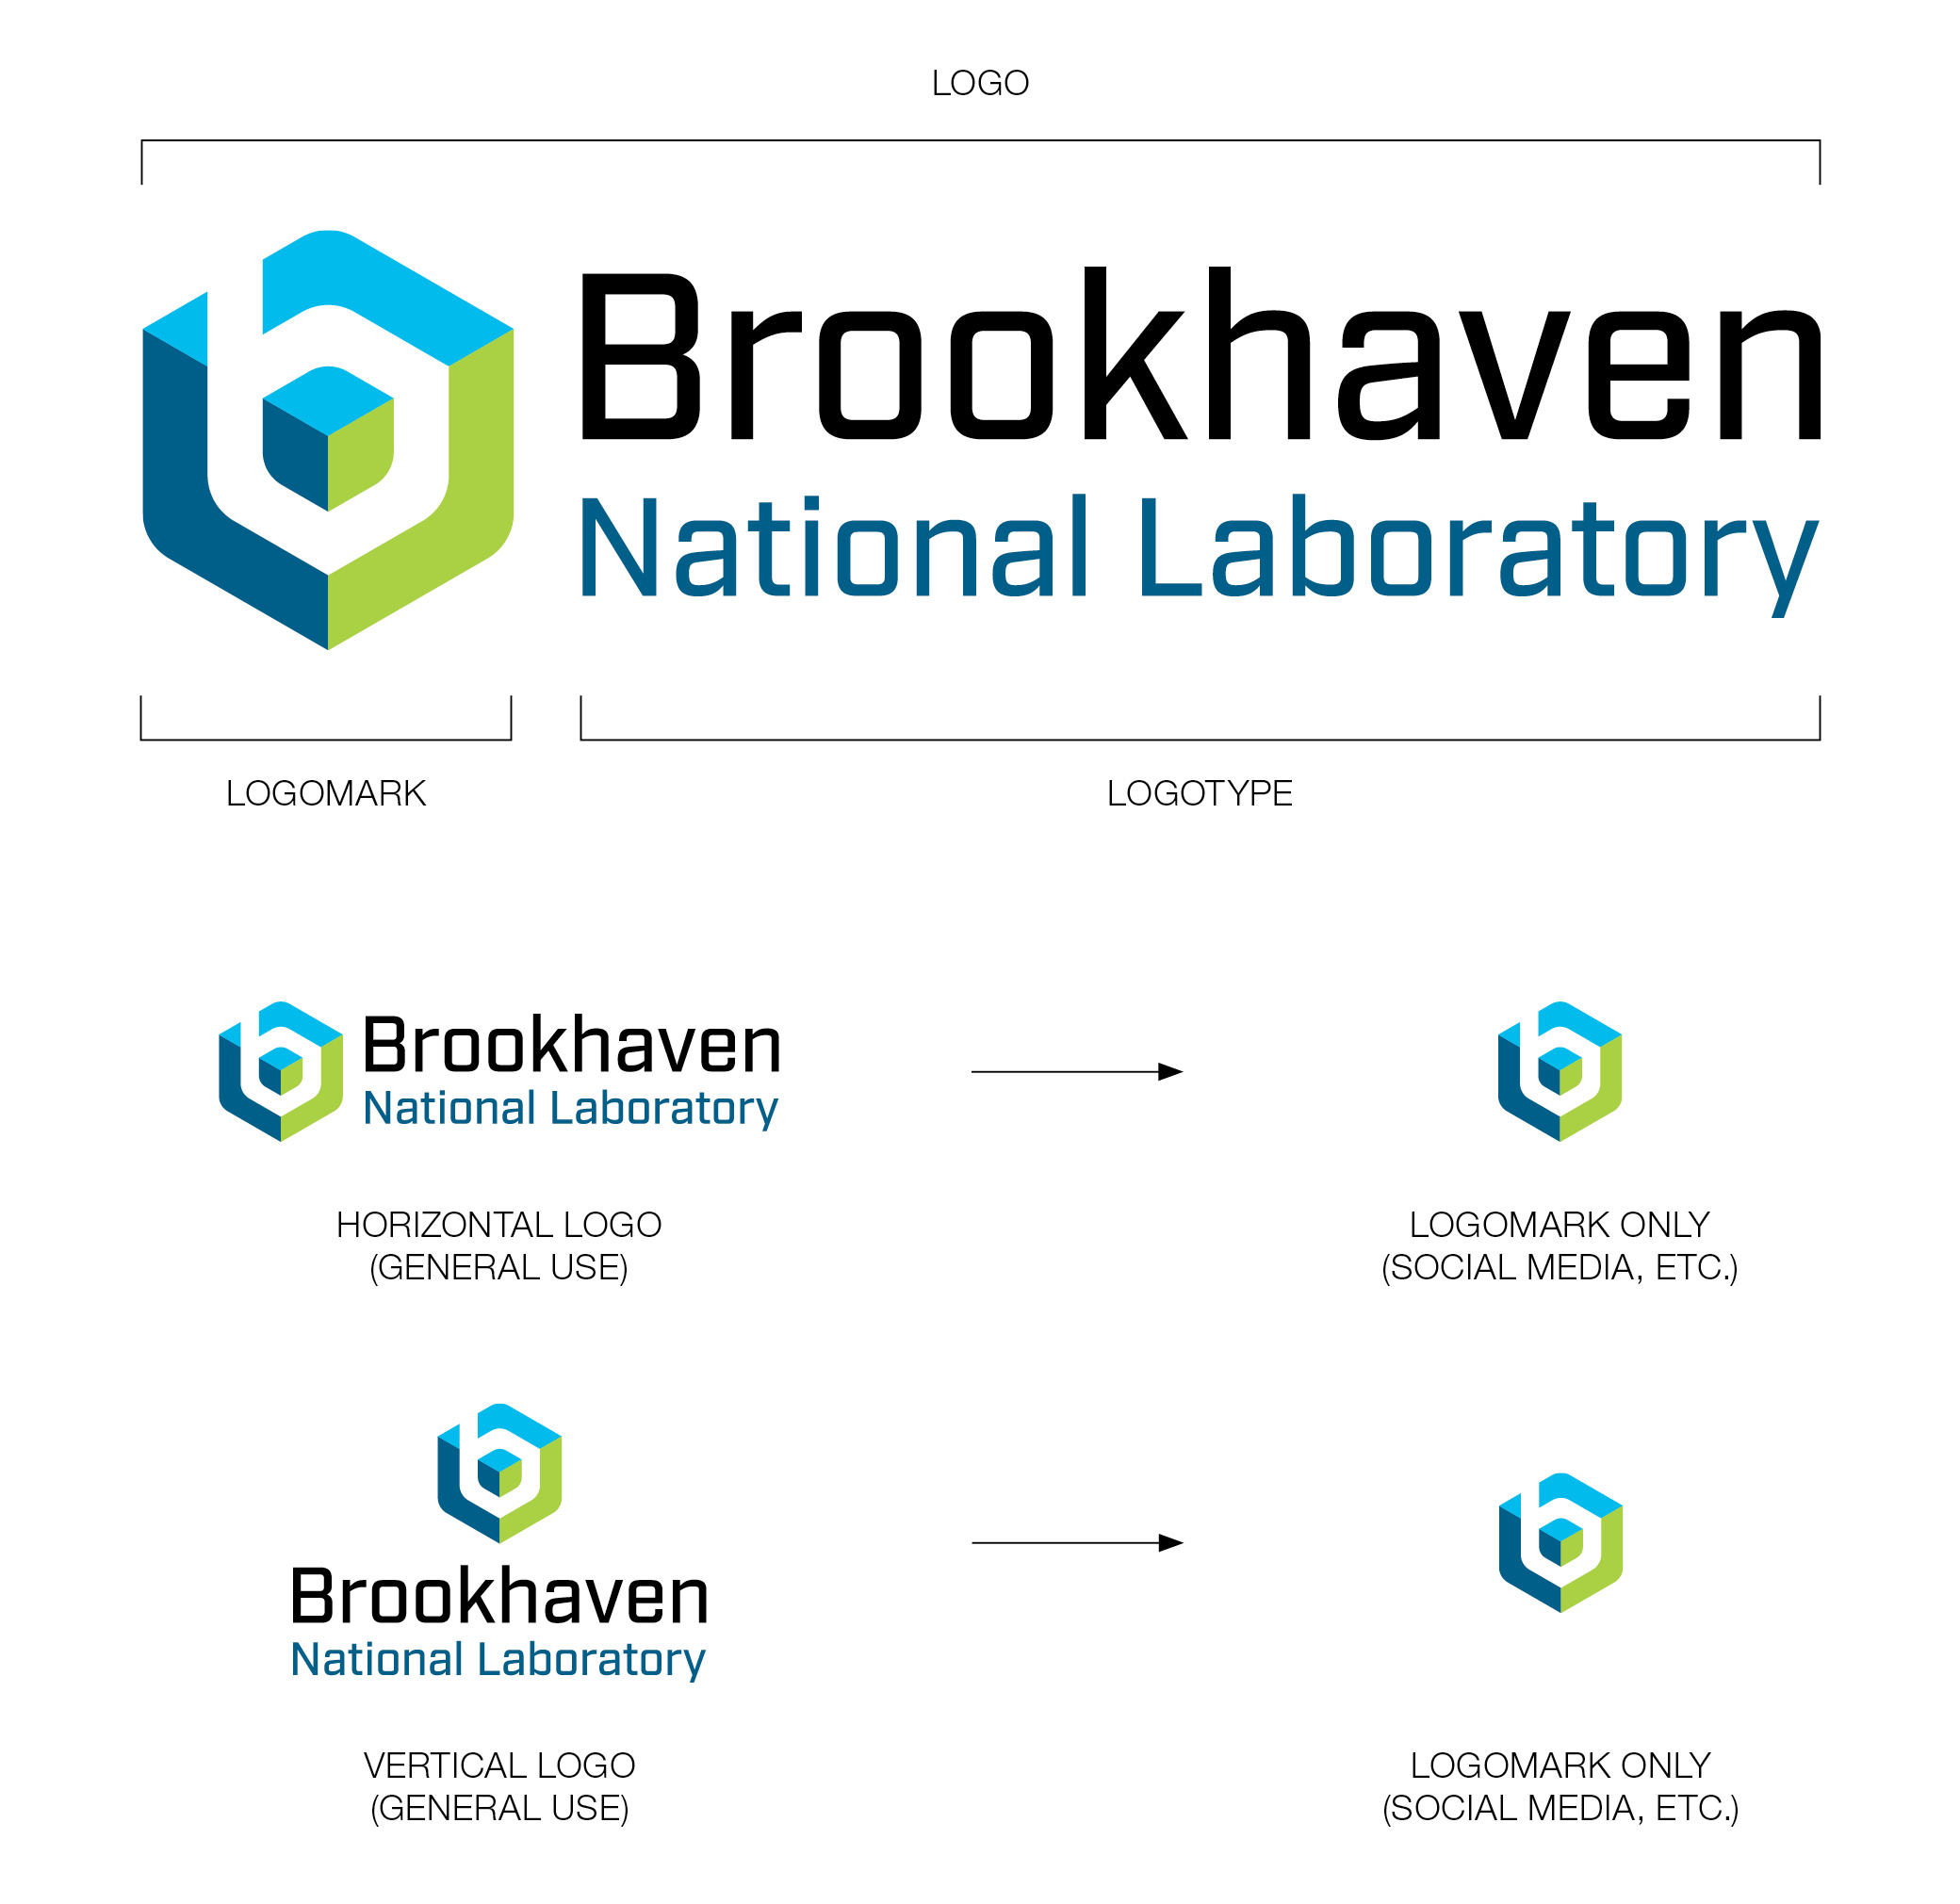 LOGO
Brookhaven
National Laboratory
LOGOMARK
LOGOTYPE
Brookhaven
National Laboratory
HORIZONTAL LOGO
(GENERAL USE)
LOGOMARK ONLY
(SOCIAL MEDIA, ETC.)
Brookhaven
National Laboratory
VERTICAL LOGO
(GENERAL USE)
LOGOMARK ONLY
(SOCIAL MEDIA, ETC.)